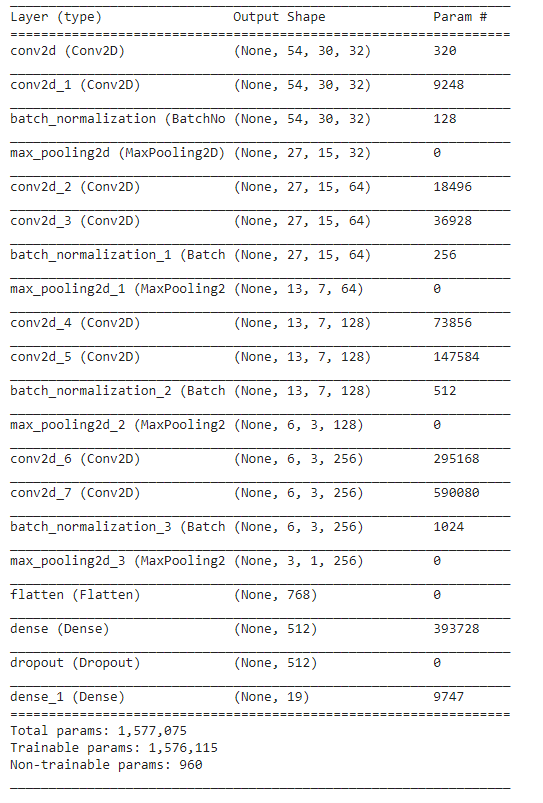 Layer (type) Output Shape Param #
conv2d (Conv2D) (None, 54, 30, 32) 320
conv2d_1 (Conv2D) (None, 54, 30, 32) 9248
batch_normalization (BatchNo (None, 54, 30, 32) 128
max_pooling2d (MaxPooling2D) (None, 27, 15, 32) 0
conv2d_2 (Conv2D) (None, 27, 15, 64) 18496
conv2d_3 (Conv2D) (None, 27, 15, 64) 36928
batch_normalization_1 (Batch (None, 27, 15, 64) 256
max_pooling2d_1 (MaxPooling2 (None, 13, 7, 64) 0
conv2d_4 (Conv2D) (None, 13, 7, 128) 73856
conv2d_5 (Conv2D) (None, 13, 7, 128) 147584
batch_normalization_2 (Batch (None, 13, 7, 128) 512
max_pooling2d_2 (MaxPooling2 (None, 6, 3, 128) 0
conv2d_6 (Conv2D) (None, 6, 3, 256) 295168
conv2d_7 (Conv2D) (None, 6, 3, 256) 590080
batch_normalization_3 (Batch (None, 6, 3, 256) 1024
max_pooling2d_3 (MaxPooling2 (None, 3, 1, 256) 0
flatten (Flatten) (None, 768) 0
dense (Dense) (None, 512) 393728
dropout (Dropout) (None, 512) 0
dense_1 (Dense) (None, 19) 9747
Total params: 1,577,075
Trainable params: 1,576,115
Non-trainable params: 960